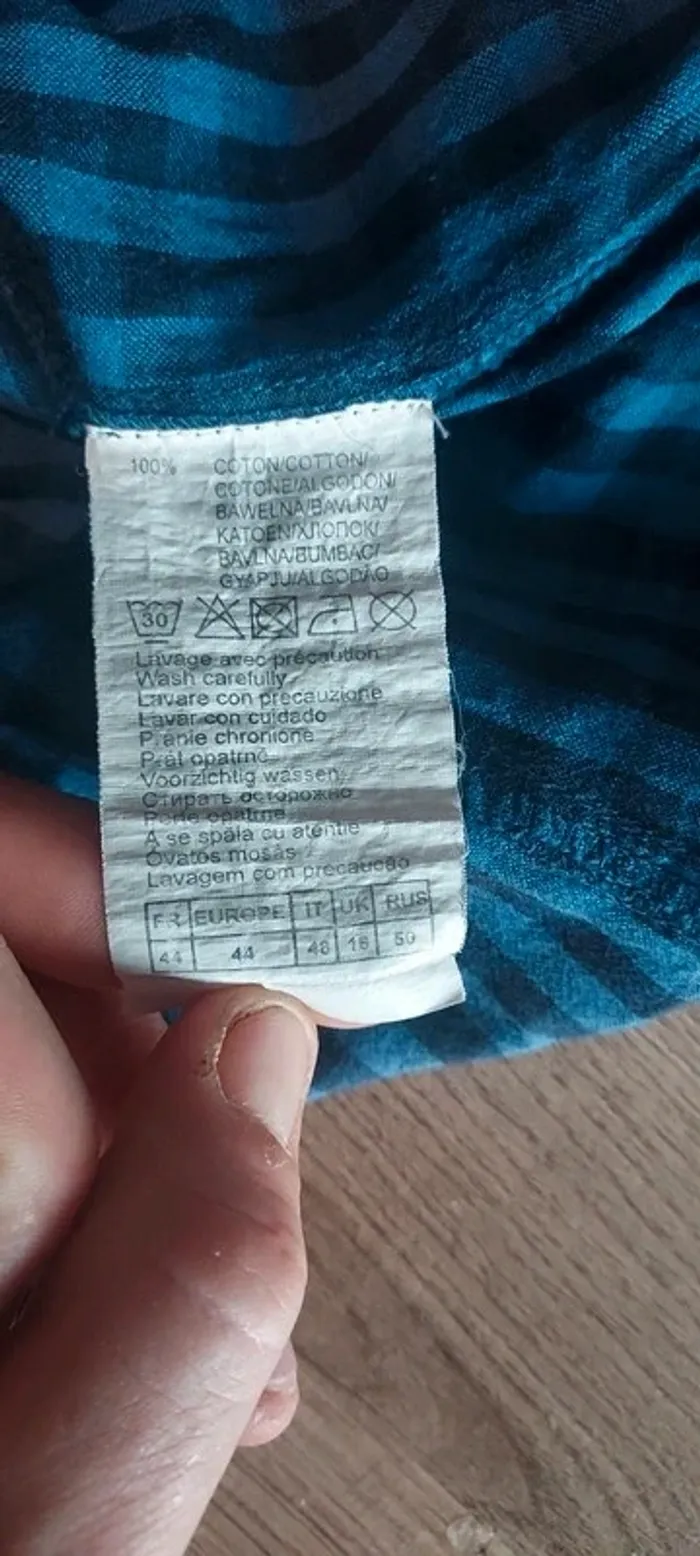 100% COTON/COTTON/
COTONE/ALGODON/
BAWELNA/BAVLNA/
KATOEN/ХЛОПОК/
BAVLNA/BUMBAC/
GYAPJU/ALGODÃO
30
Lavage avec précaution
Wash carefully
Lavare con precauzione
Lavar con cuidado
Pranie chronione
Prát opatrně
Voorzichtig wassen
Стирать осторожно
opatrne
A se spăla cu atenţie
Óvatos mosás
Lavagem com precaução
FR EUROPE IT UK RUS
44 44 48 16 50